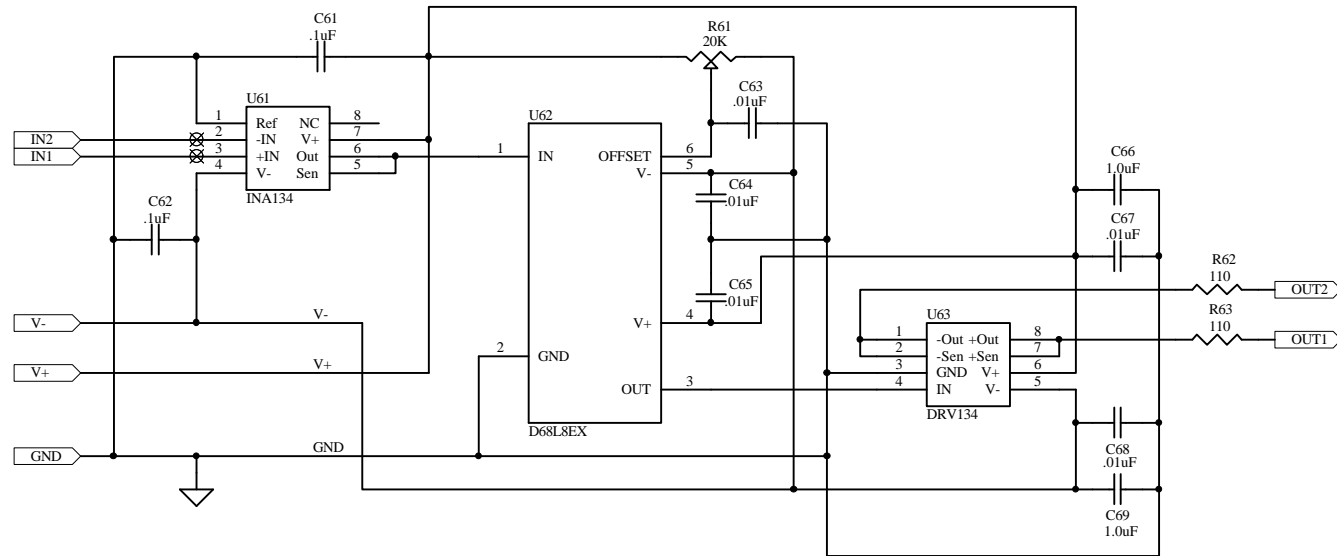 C61
.1uF
R61
20K
C63
.01uF
U61
1
2
3
4
Ref
-IN
+IN
V-
NC
V+
Out
Sen
8
7
6
5
INA134
IN2
IN1
U62
1
IN
OFFSET
6
V-
5
C64
.01uF
C65
.01uF
V+
4
2
GND
OUT
3
D68L8EX
C62
.1uF
C66
1.0uF
C67
.01uF
R62
110
OUT2
R63
110
OUT1
U63
1
2
3
4
-Out +Out
-Sen +Sen
GND V+
IN V-
8
7
6
5
DRV134
V-
V-
V+
V+
GND
GND
C68
.01uF
C69
1.0uF